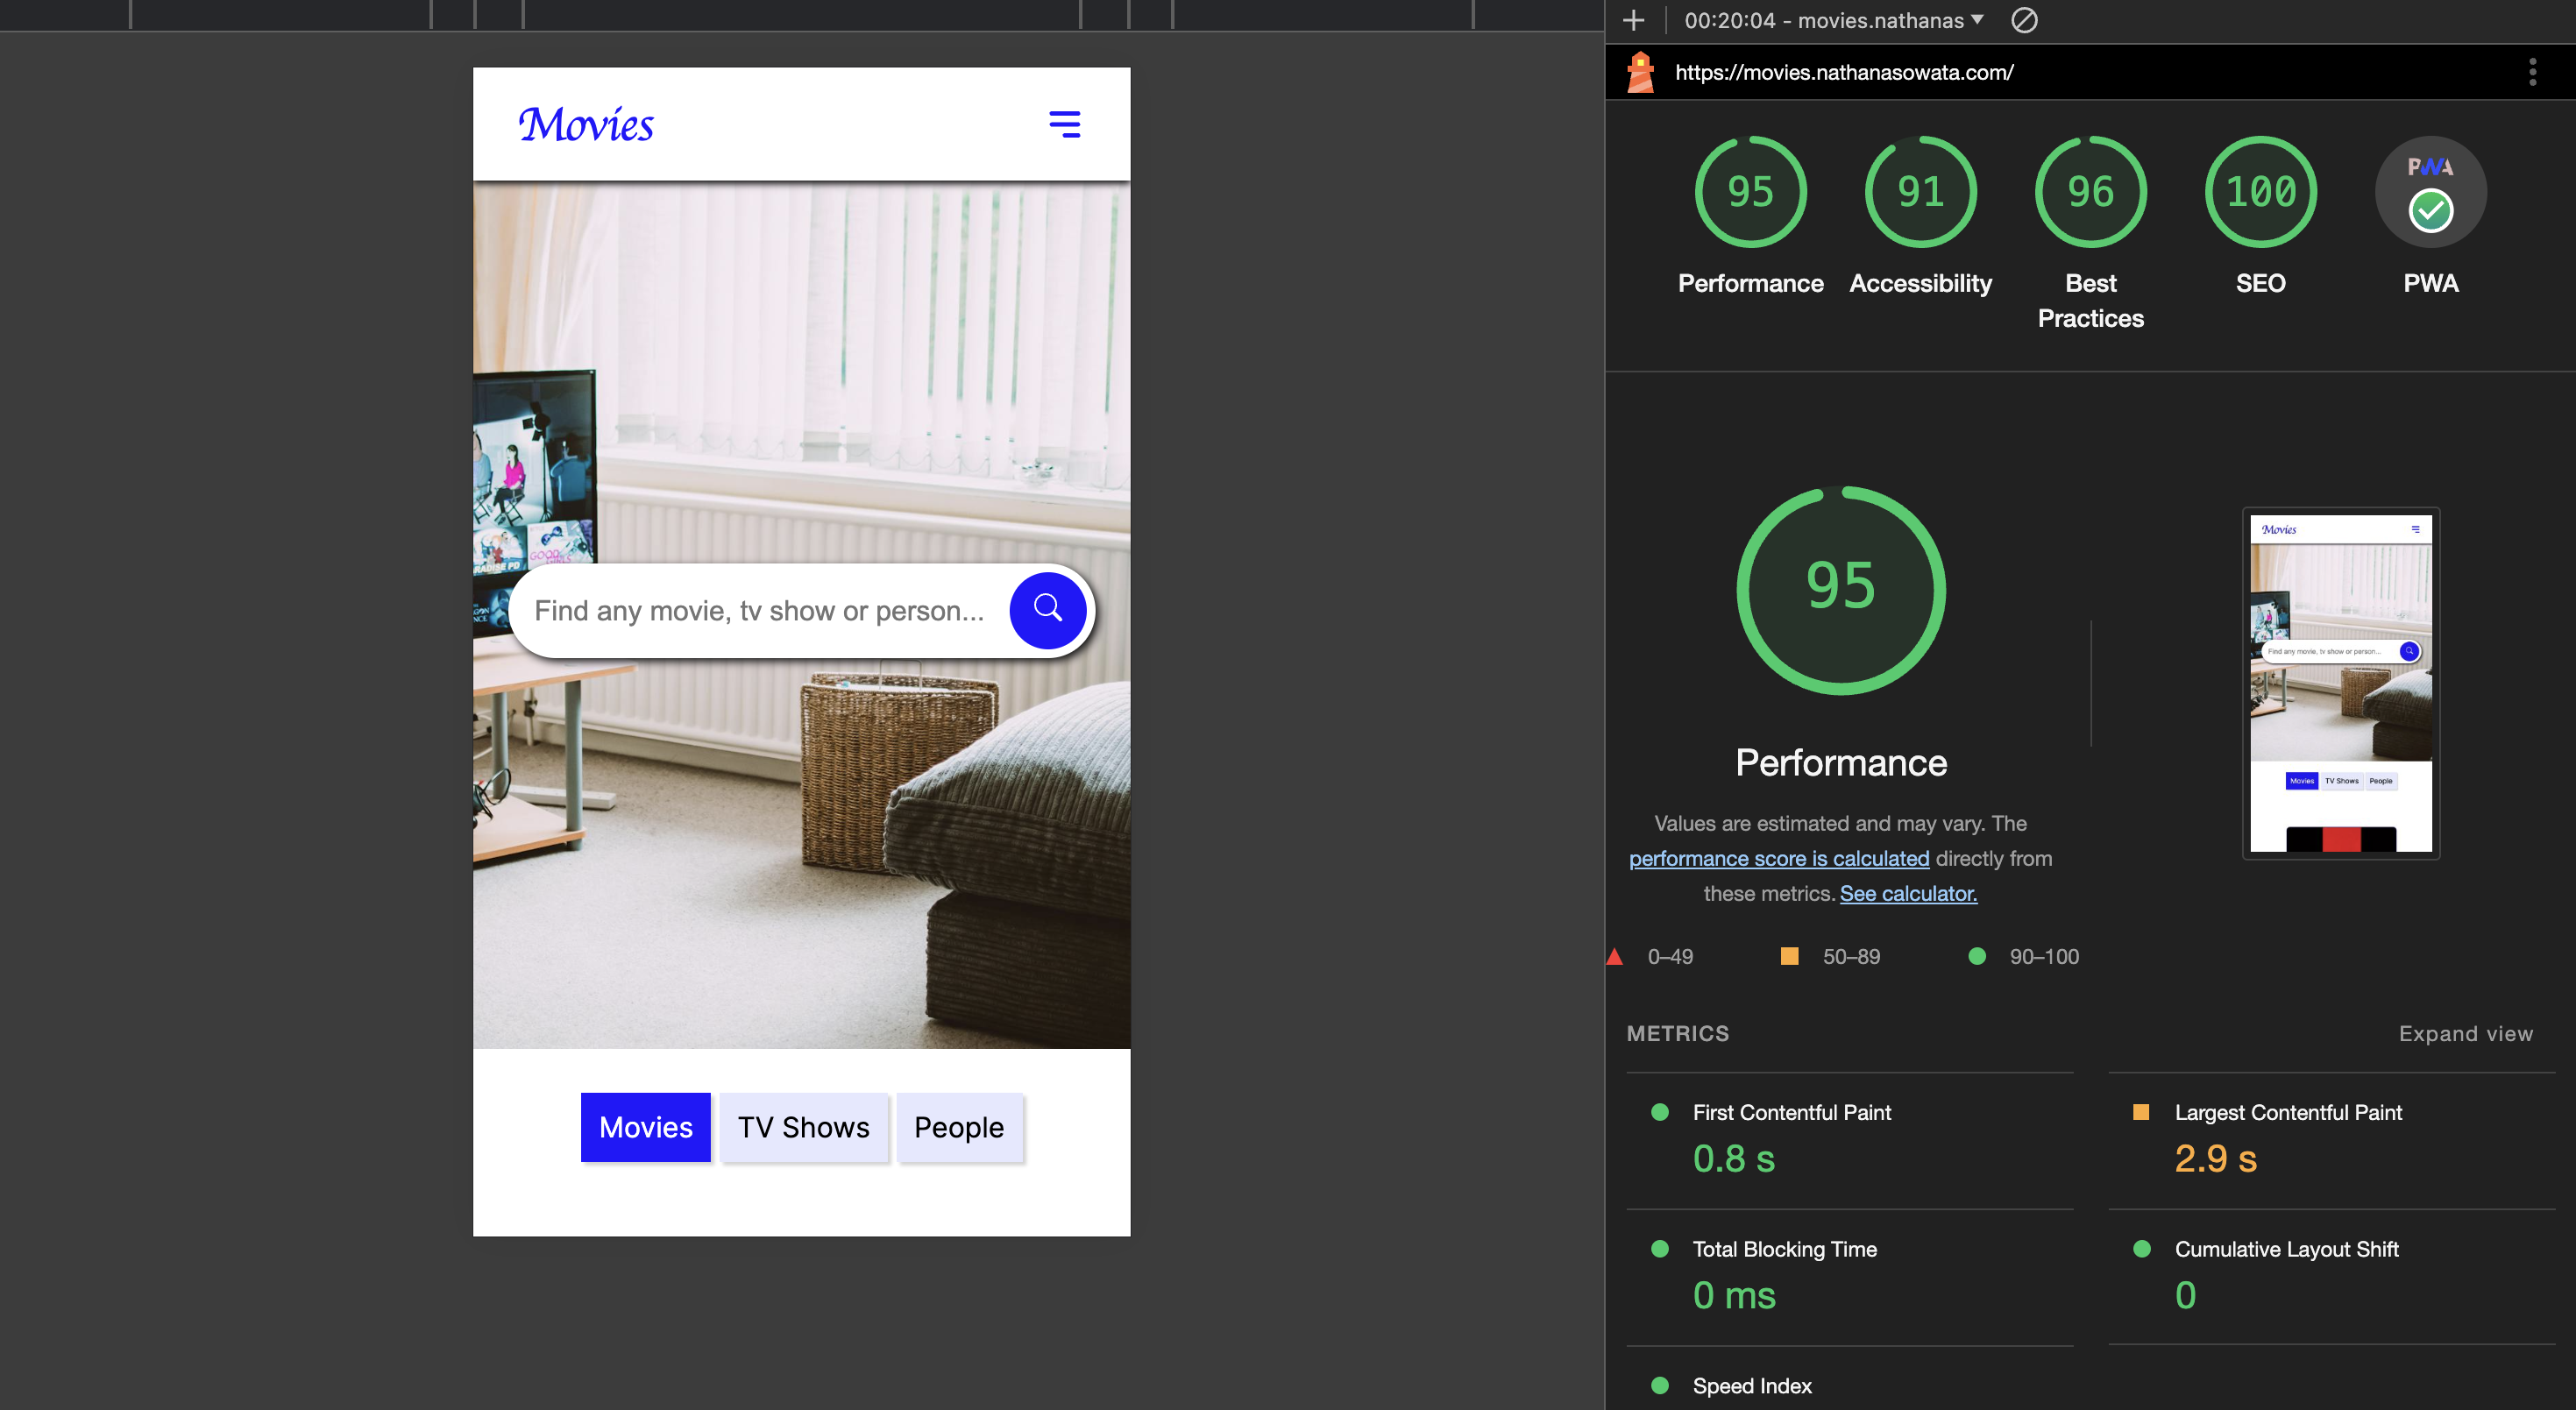 Movies
RADISE PD
GOOD
GIRLS
Find any movie, tv show or person...
Movies
TV Shows
People
00:20:04 - movies.nathanas
https://movies.nathanasowata.com/
95
91
96
100
PWA
Performance
Accessibility
Best
Practices
SEO
PWA
95
Performance
Values are estimated and may vary. The
performance score is calculated directly from
these metrics. See calculator.
0–49
50–89
90–100
Movies
Find any movie, tv show or person...
Movies
TV Shows
People
METRICS
Expand view
First Contentful Paint
0.8 s
Largest Contentful Paint
2.9 s
Total Blocking Time
0 ms
Cumulative Layout Shift
0
Speed Index